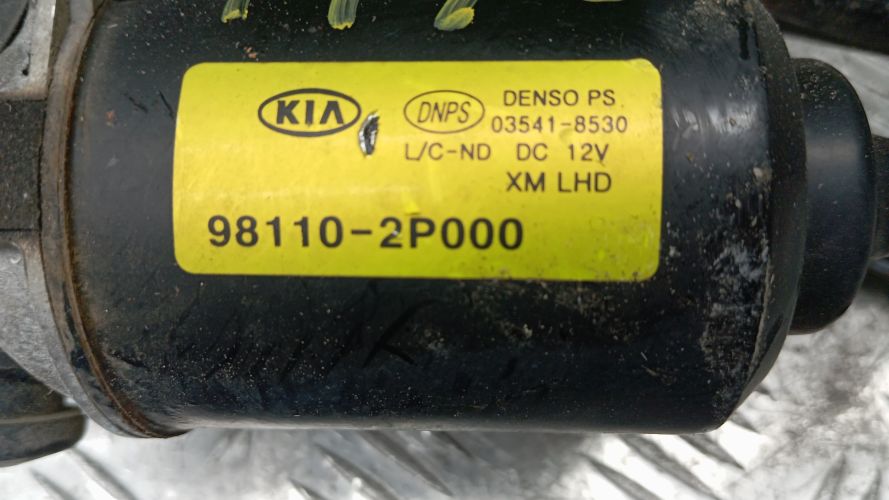 KIA DNPS DENSO PS
03541-8530
L/C-ND DC 12V
XM LHD
98110-2P000